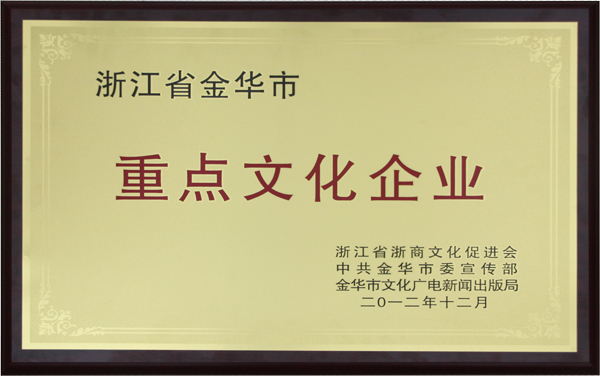 浙江省金华市
重点文化企业
浙江省浙商文化促进会
中共金华市委宣传部
金华市文化广电新闻出版局
二0一二年十二月